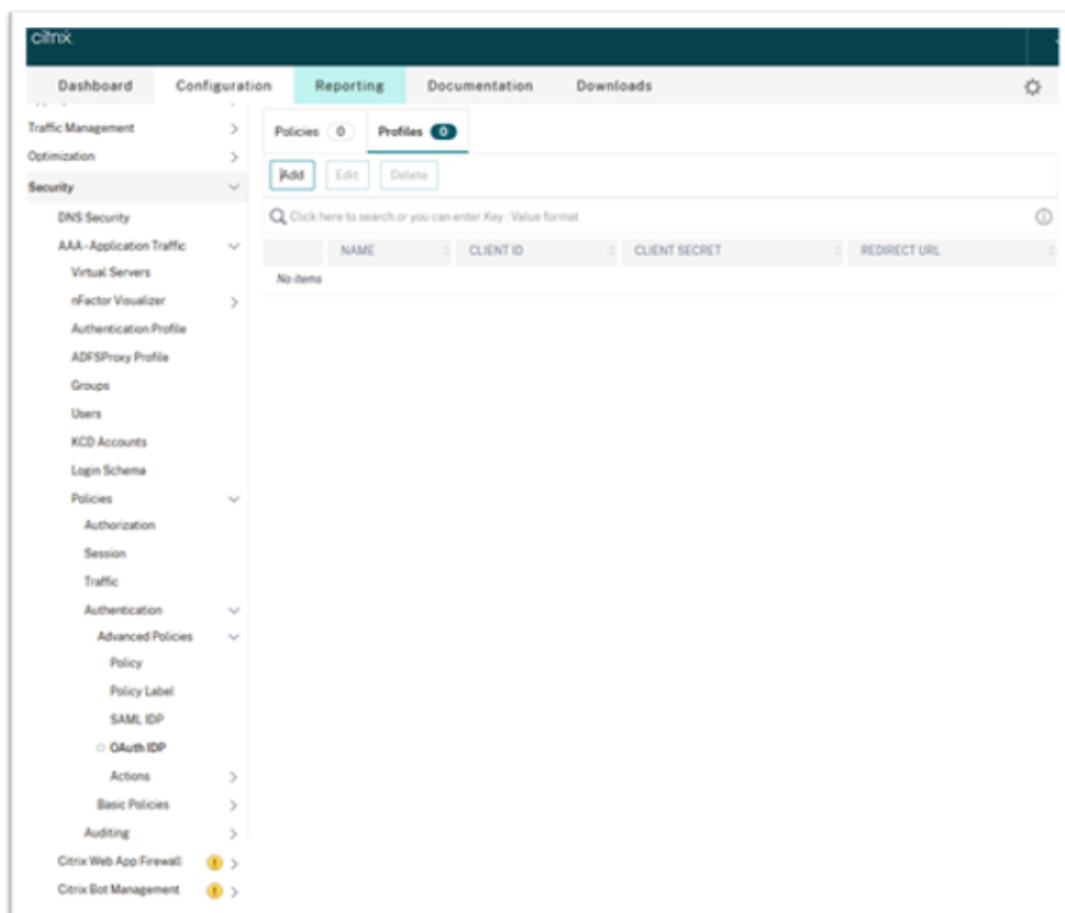 citrix
Dashboard Configuration Reporting Documentation Downloads
Traffic Management
Optimization
Security
DNS Security
AAA - Application Traffic
Virtual Servers
nFactor Visualizer
Authentication Profile
ADFSProxy Profile
Groups
Users
KCD Accounts
Login Schema
Policies
Authorization
Session
Traffic
Authentication
Advanced Policies
Policy
Policy Label
SAML IDP
OAuth IDP
Actions
Basic Policies
Auditing
Citrix Web App Firewall
Citrix Bot Management
Policies 0 Profiles 0
Add Edit Delete
Click here to search or you can enter Key : Value format
NAME CLIENT ID CLIENT SECRET REDIRECT URL
No items